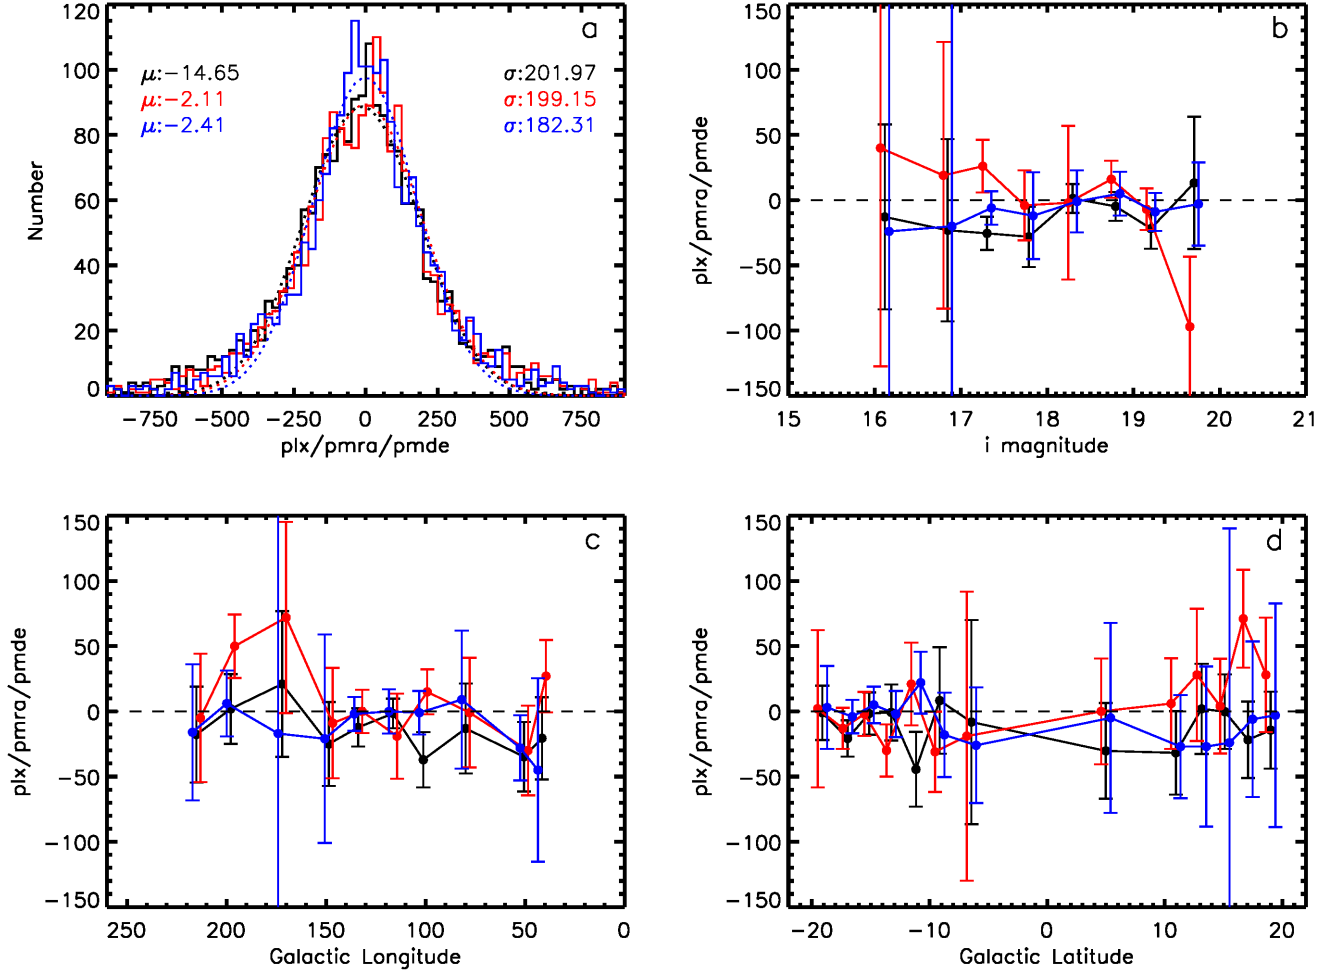 120
100
80
60
40
20
0
Number
a
μ:−14.65
μ:−2.11
μ:−2.41
σ:201.97
σ:199.15
σ:182.31
−750 −500 −250 0 250 500 750
plx/pmra/pmde
150
100
50
0
−50
−100
−150
plx/pmra/pmde
b
15 16 17 18 19 20 21
i magnitude
150
100
50
0
−50
−100
−150
plx/pmra/pmde
c
250 200 150 100 50 0
Galactic Longitude
150
100
50
0
−50
−100
−150
plx/pmra/pmde
d
−20 −10 0 10 20
Galactic Latitude